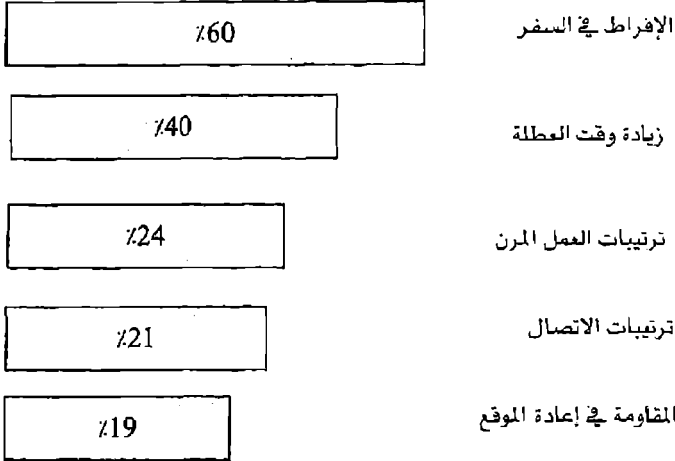 الإفراط في السفر
٪60
زيادة وقت العطلة
٪40
ترتيبات العمل المرن
٪24
ترتيبات الاتصال
٪21
المقاومة في إعادة الموقع
٪19